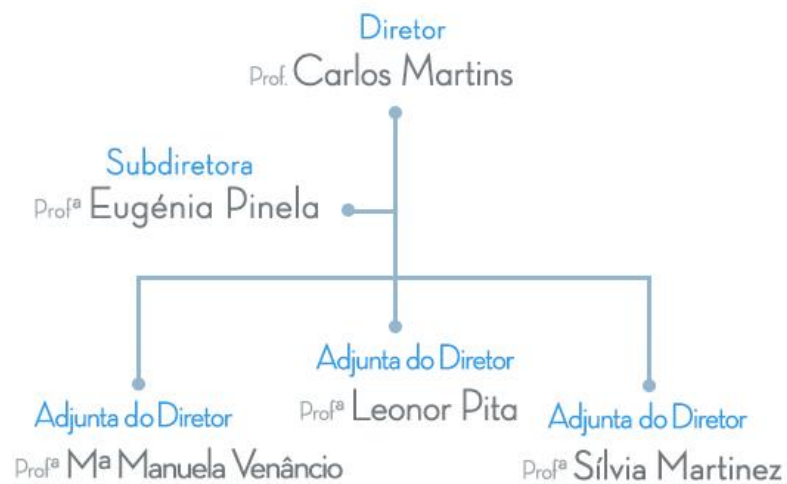 Diretor
Prof. Carlos Martins
Subdiretora
Profª Eugénia Pinela
Adjunta do Diretor
Profª Leonor Pita
Adjunta do Diretor
Profª Mª Manuela Venâncio
Adjunta do Diretor
Profª Sílvia Martinez